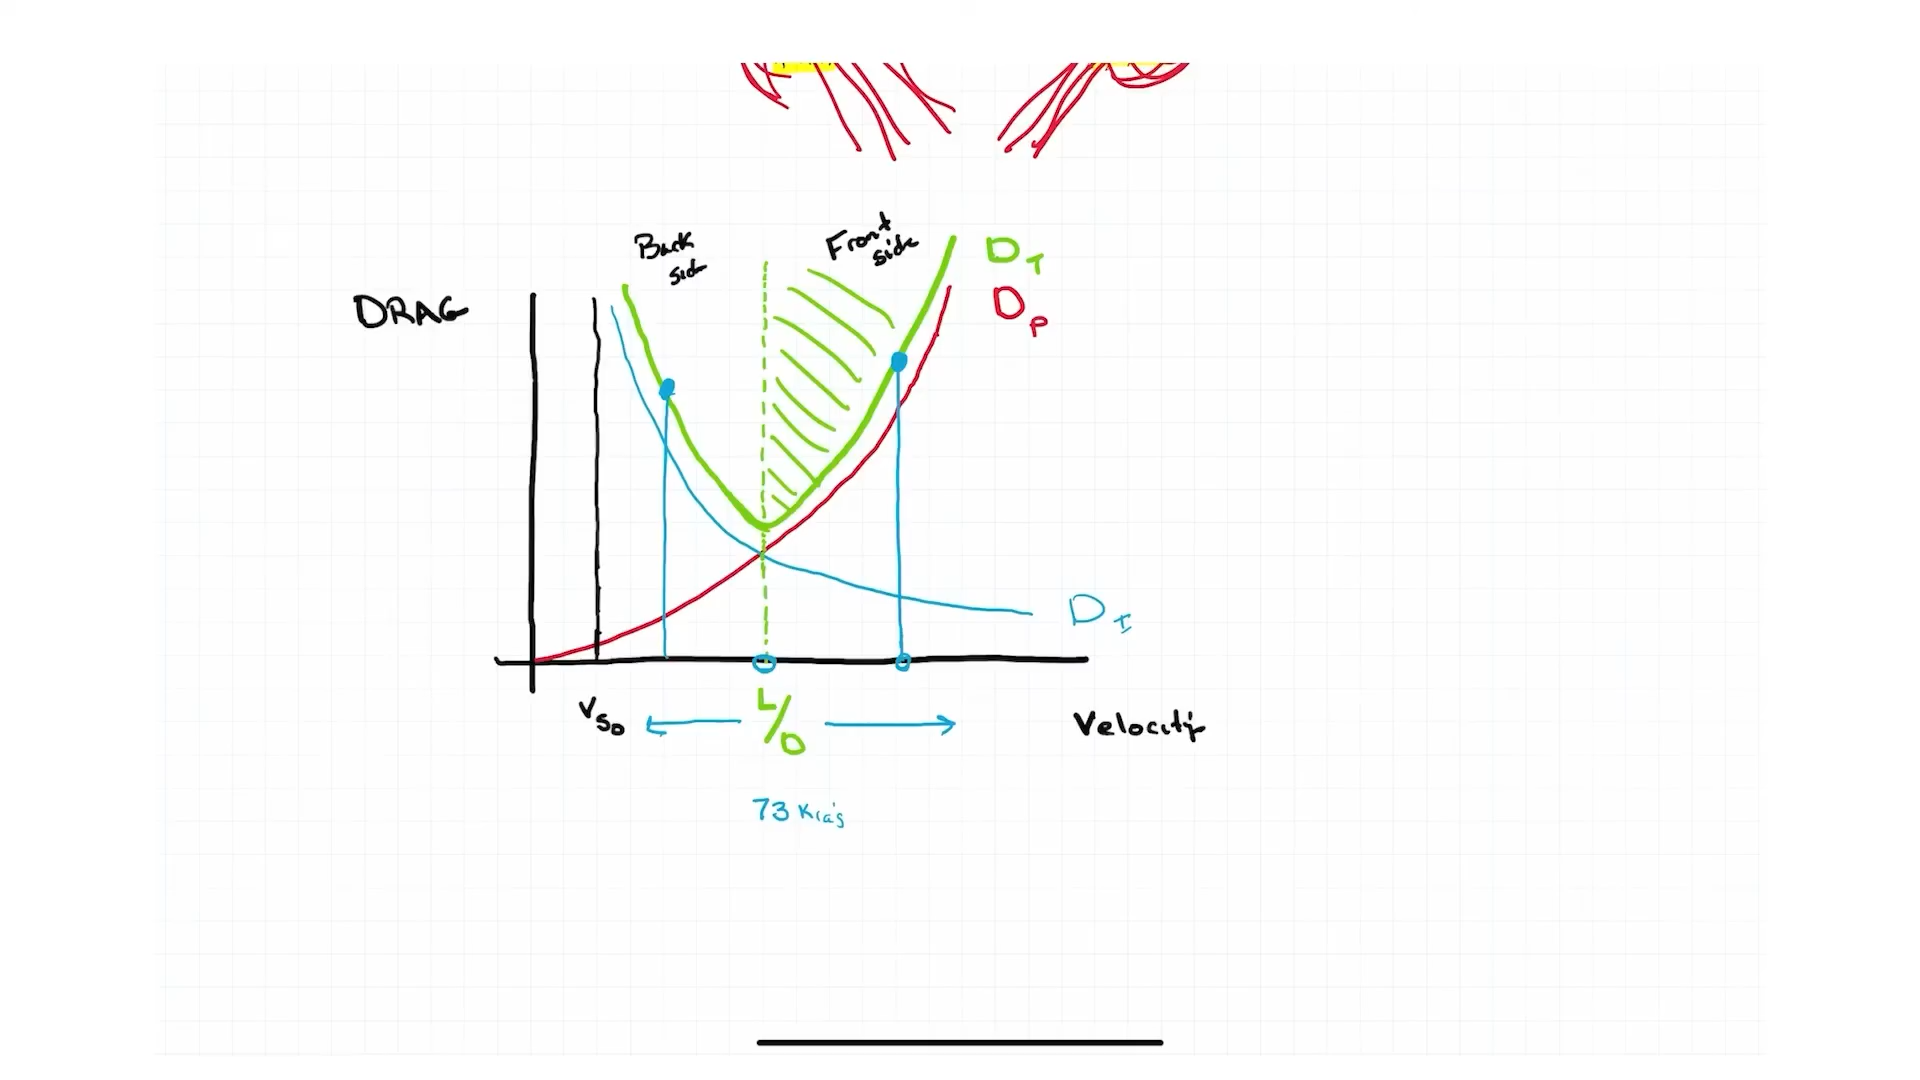 Back
side
Front
side
DT
DRAG
DP
DI
VSO
L/D
Velocity
73 Kias